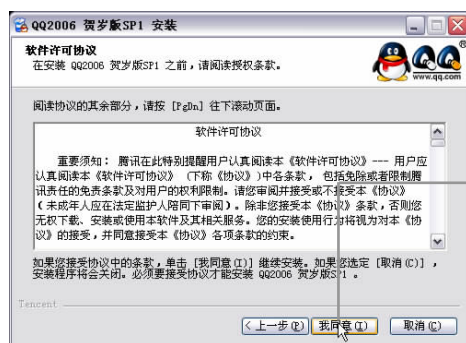 QQ2006 贺岁版SP1 安装
软件许可协议
在安装 QQ2006 贺岁版SP1 之前，请阅读授权条款。
QQ®
www.qq.com
阅读协议的其余部分，请按 [PgDn] 往下滚动页面。
软件许可协议
重要须知： 腾讯在此特别提醒用户认真阅读本《软件许可协议》--- 用户应
认真阅读本《软件许可协议》（下称《协议》）中各条款， 包括免除或者限制腾
讯责任的免责条款及对用户的权利限制。请您审阅并接受或不接受本《协议》
（未成年人应在法定监护人陪同下审阅）。除非您接受本《协议》条款，否则您
无权下载、安装或使用本软件及其相关服务。您的安装使用行为将视为对本《协
议》的接受，并同意接受本《协议》各项条款的约束。
如果您接受协议中的条款，单击 [我同意(I)] 继续安装。如果您选定 [取消(C)] ，
安装程序将会关闭。必须要接受协议才能安装 QQ2006 贺岁版SP1 。
Tencent
< 上一步(P) 我同意(I) 取消(C)